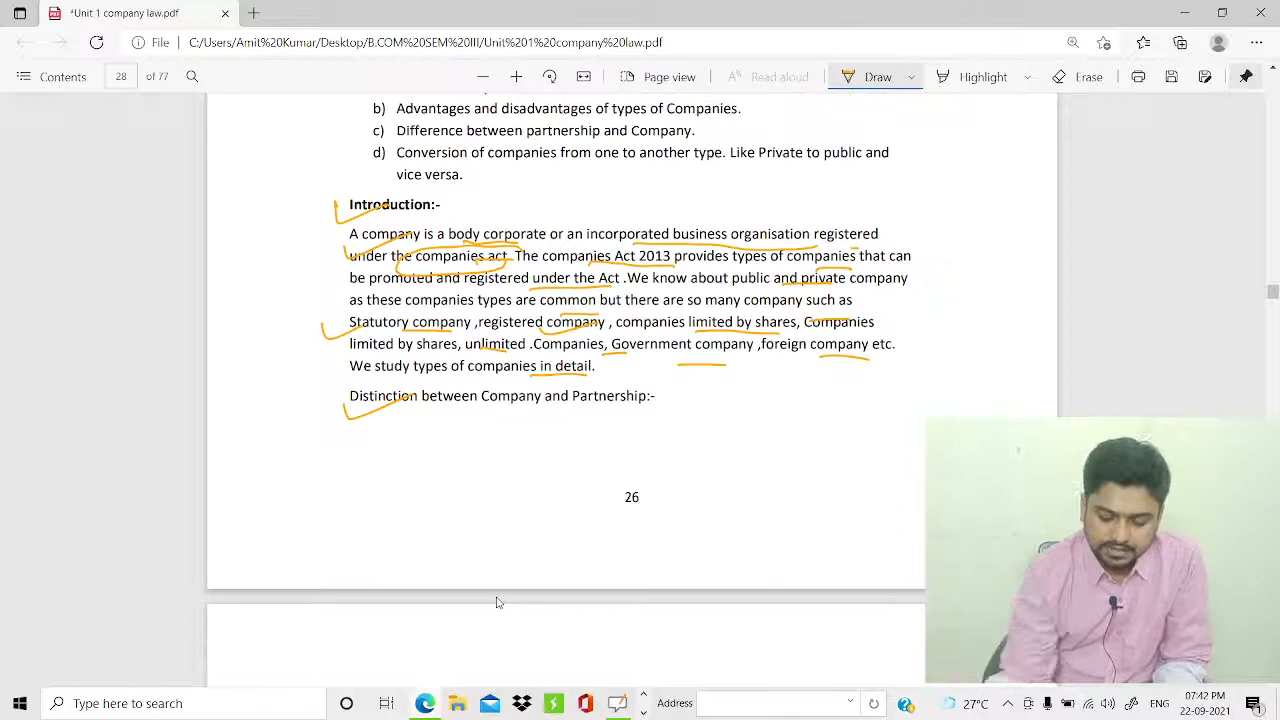 *Unit 1 company law.pdf
File
C:/Users/Amit%20Kumar/Desktop/B.COM%20SEM%20III/Unit%201%20company%20law.pdf
Contents
28
of 77
Page view
Read aloud
Draw
Highlight
Erase
b) Advantages and disadvantages of types of Companies.
c) Difference between partnership and Company.
d) Conversion of companies from one to another type. Like Private to public and
vice versa.
Introduction:-
A company is a body corporate or an incorporated business organisation registered
under the companies act. The companies Act 2013 provides types of companies that can
be promoted and registered under the Act .We know about public and private company
as these companies types are common but there are so many company such as
Statutory company ,registered company , companies limited by shares, Companies
limited by shares, unlimited .Companies, Government company ,foreign company etc.
We study types of companies in detail.
Distinction between Company and Partnership:-
26
Type here to search
Address
27°C
ENG
07:42 PM
22-09-2021